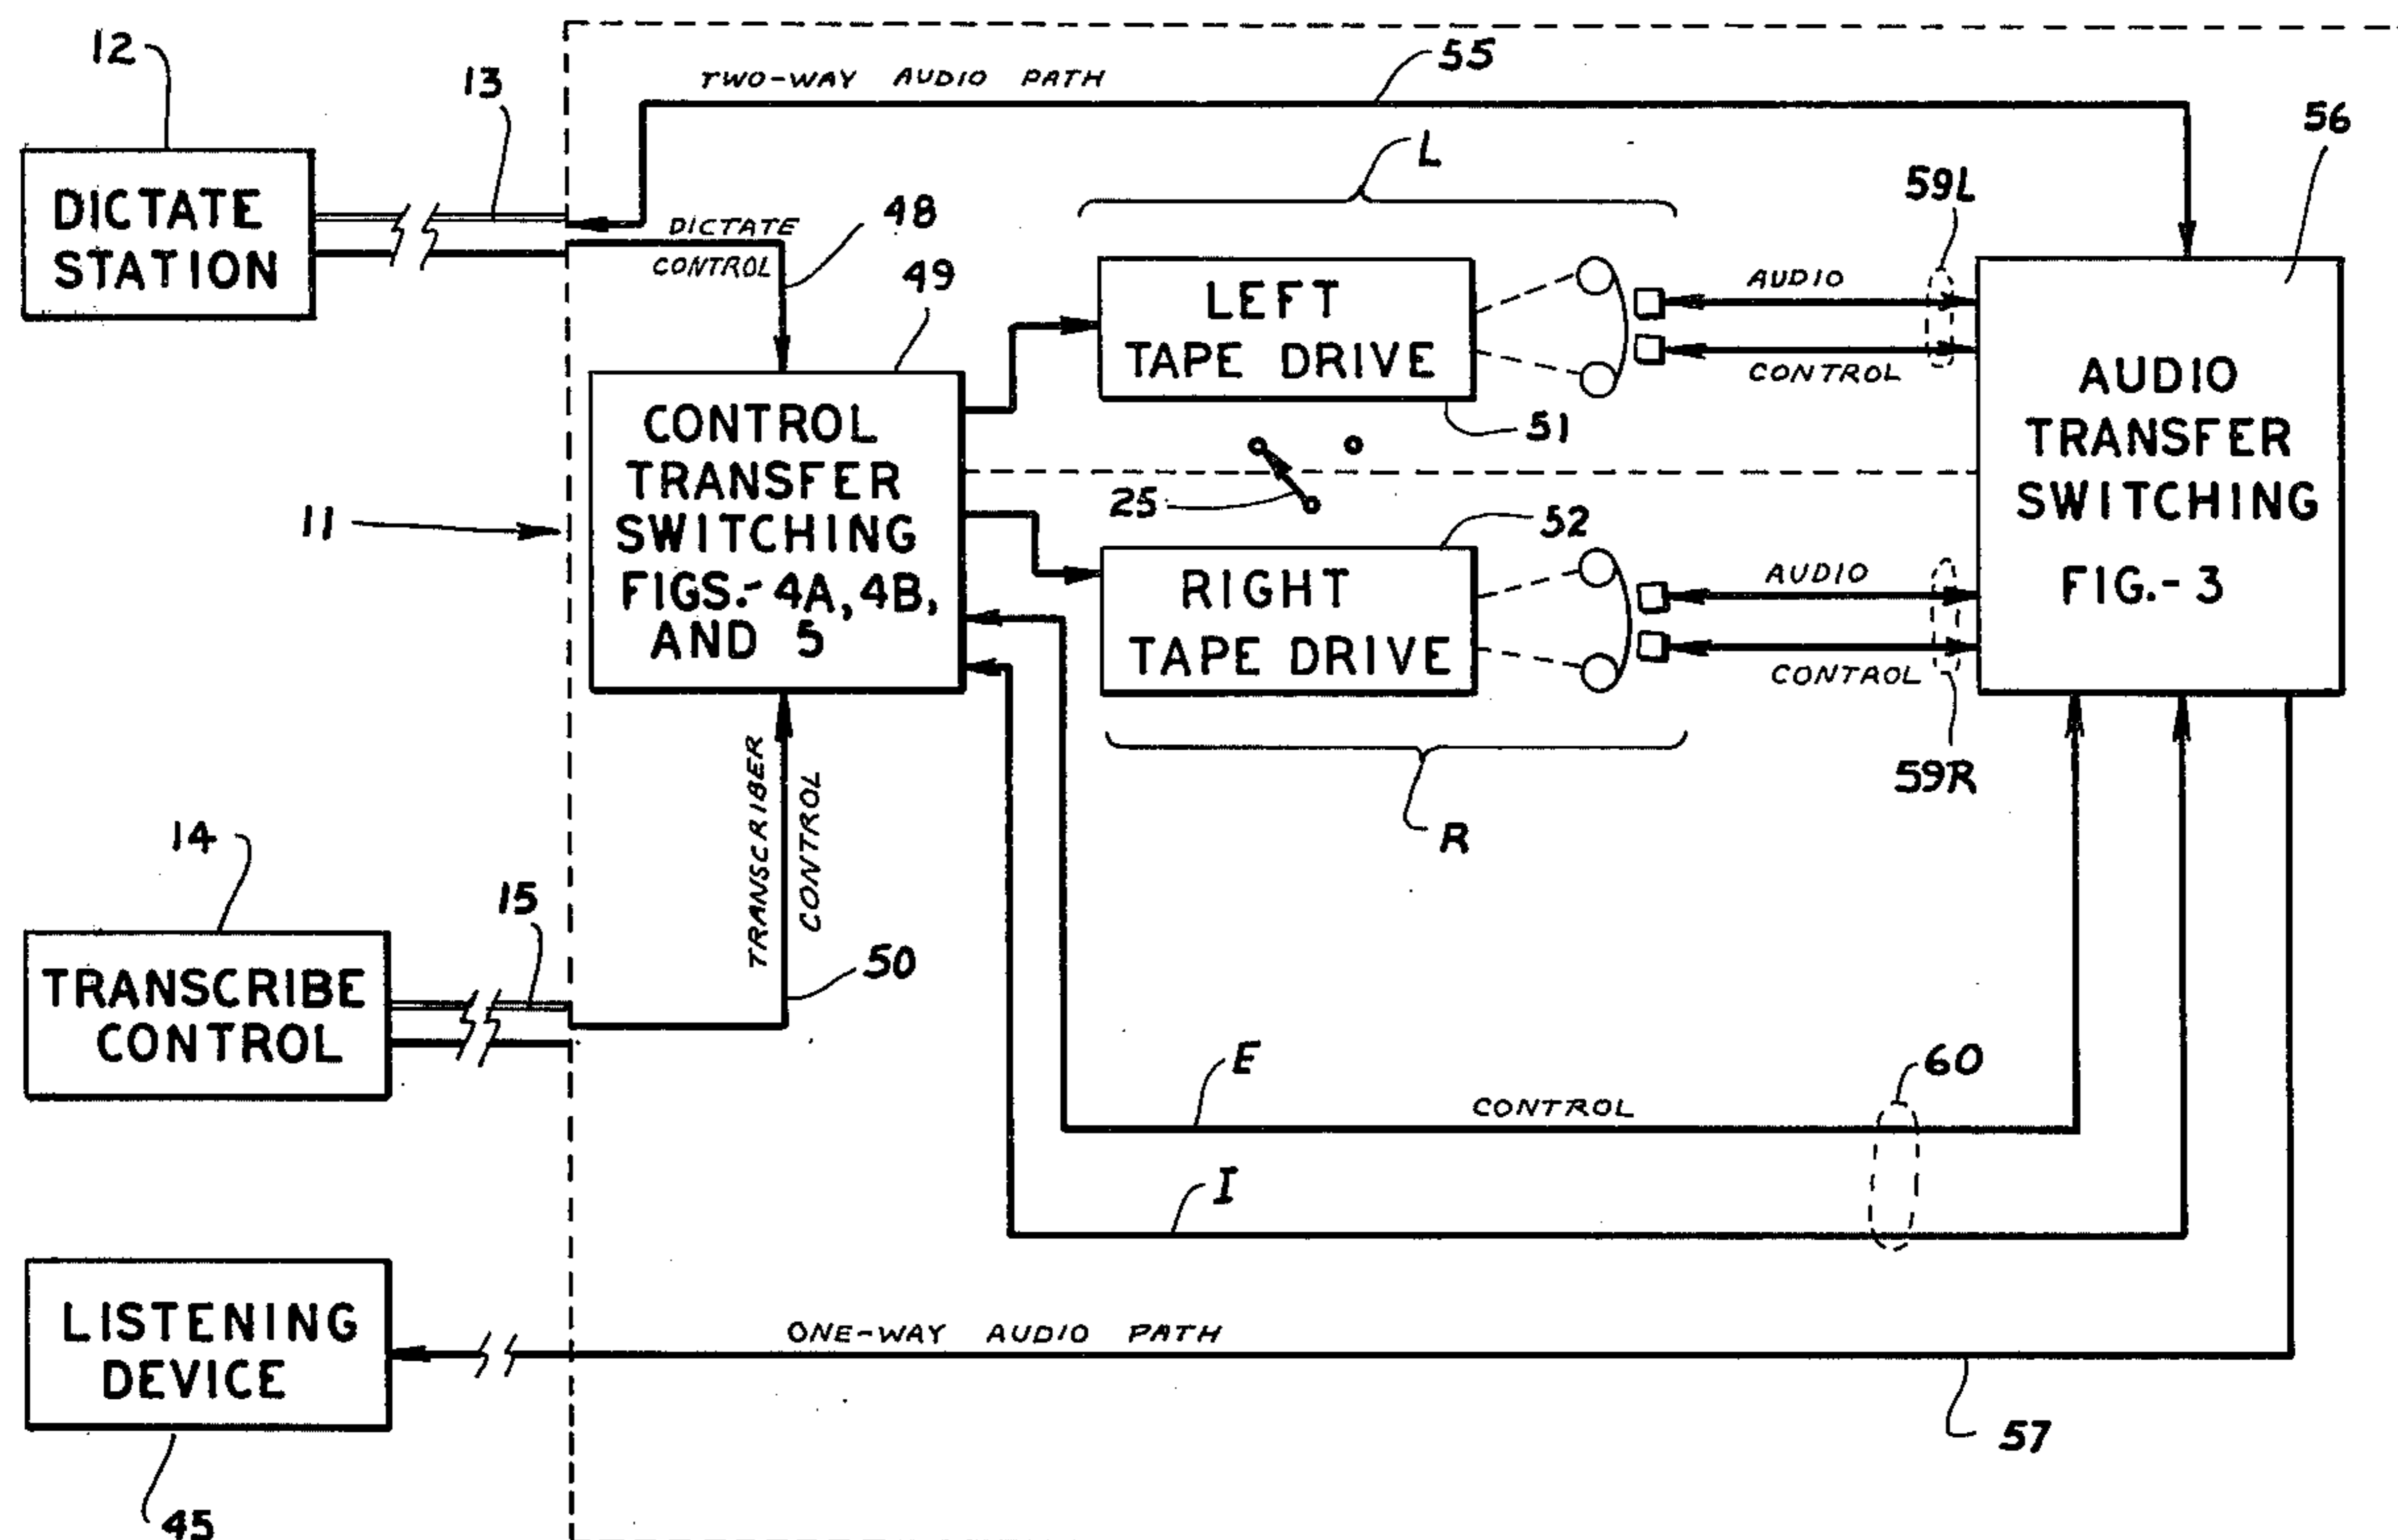 12
13
TWO-WAY AUDIO PATH
55
56
DICTATE
STATION
DICTATE
CONTROL
48
49
L
59L
LEFT
TAPE DRIVE
51
AUDIO
CONTROL
AUDIO
TRANSFER
SWITCHING
FIG.-3
11
CONTROL
TRANSFER
SWITCHING
FIGS.-4A,4B,
AND 5
25
52
RIGHT
TAPE DRIVE
AUDIO
CONTROL
59R
R
TRANSCRIBER
CONTROL
14
15
50
TRANSCRIBE
CONTROL
E
CONTROL
60
I
LISTENING
DEVICE
ONE-WAY AUDIO PATH
57
45